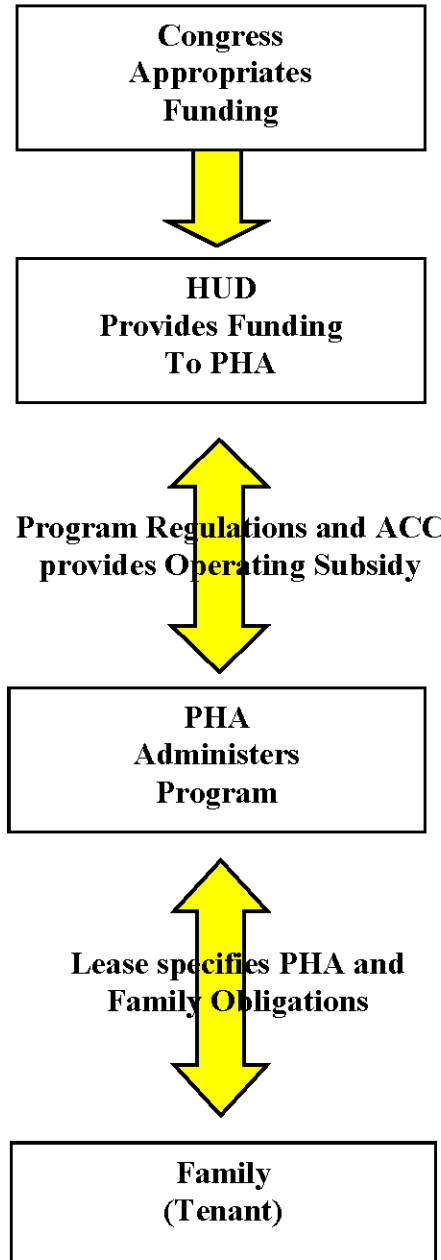 Congress
Appropriates
Funding
HUD
Provides Funding
To PHA
Program Regulations and ACC
provides Operating Subsidy
PHA
Administers
Program
Lease specifies PHA and
Family Obligations
Family
(Tenant)